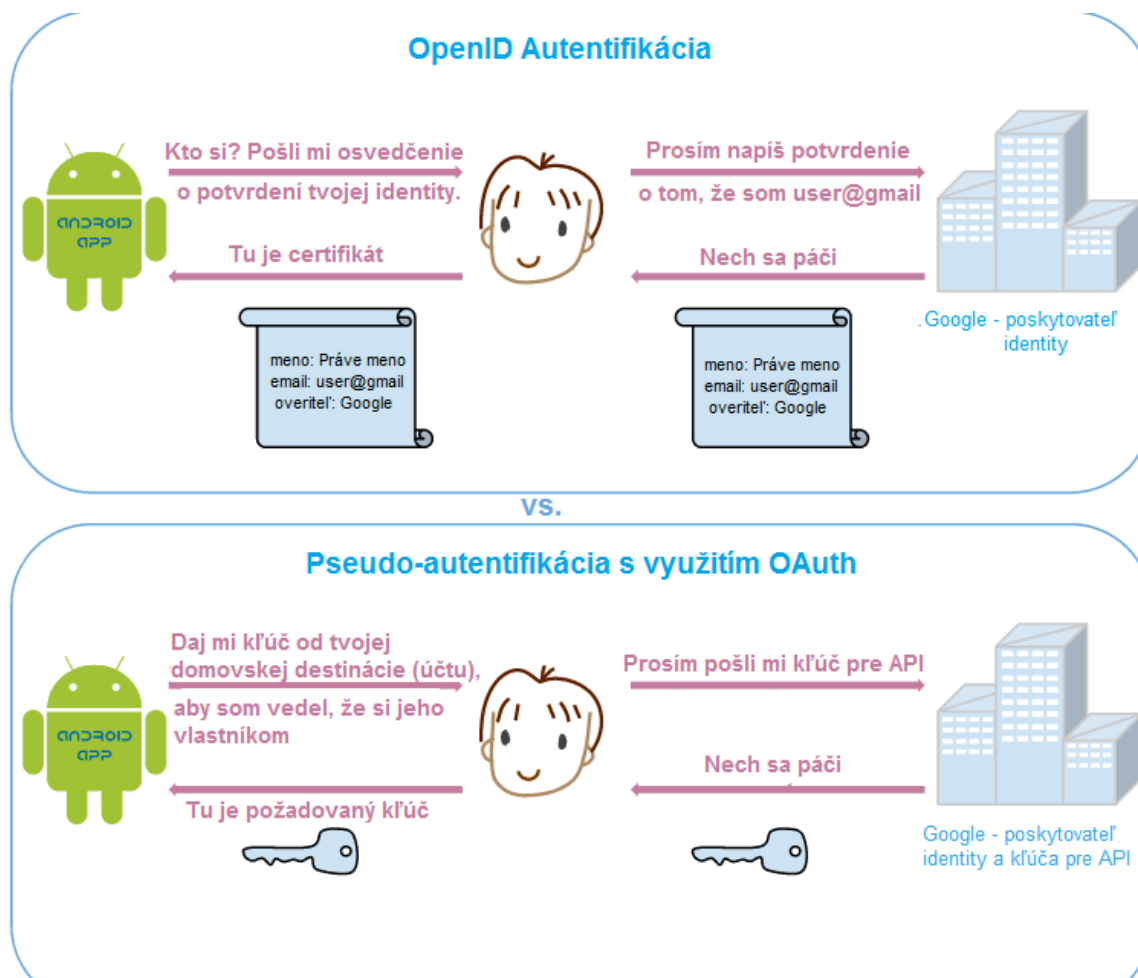 OpenID Autentifikácia
Kto si? Pošli mi osvedčenie
o potvrdení tvojej identity.
Prosím napíš potvrdenie
o tom, že som user@gmail
ANDROID
APP
Tu je certifikát
Nech sa páči
.Google - poskytovateľ
identity
meno: Práve meno
email: user@gmail
overiteľ: Google
meno: Práve meno
email: user@gmail
overiteľ: Google
vs.
Pseudo-autentifikácia s využitím OAuth
Daj mi kľúč od tvojej
domovskej destinácie (účtu),
aby som vedel, že si jeho
vlastníkom
Prosím pošli mi kľúč pre API
ANDROID
APP
Nech sa páči
Tu je požadovaný kľúč
Google - poskytovateľ
identity a kľúča pre API